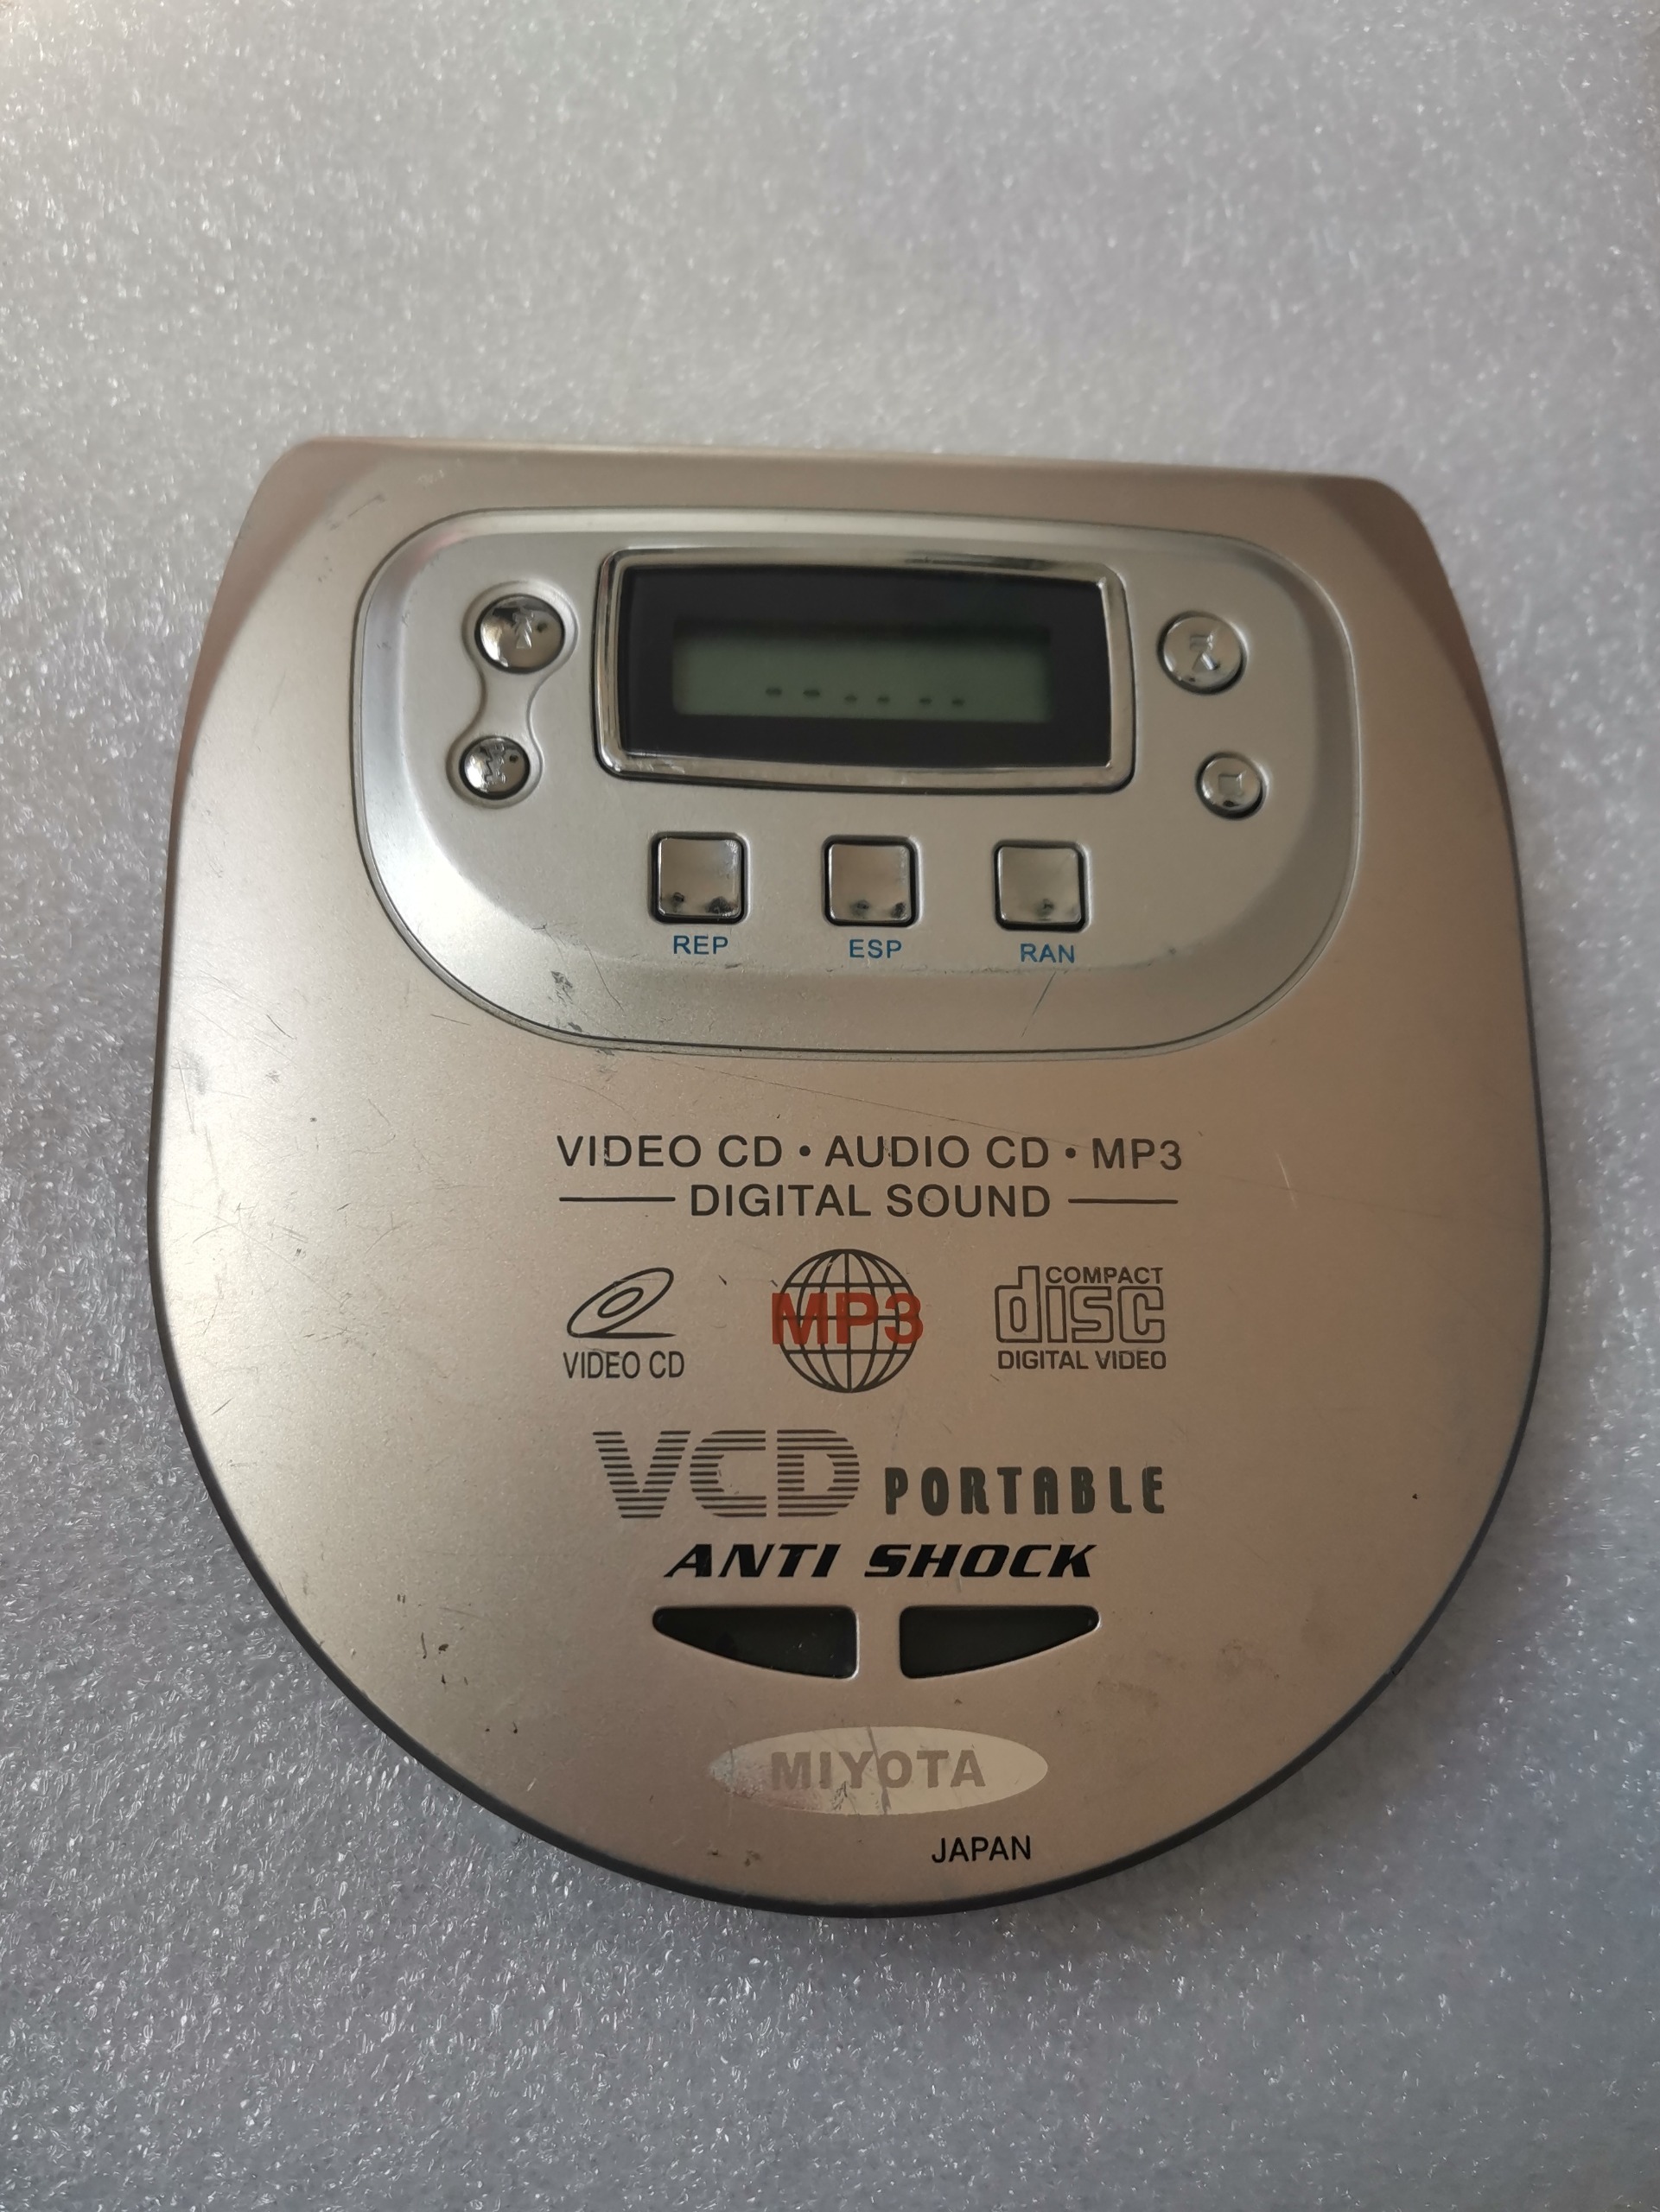 REP ESP RAN
VIDEO CD • AUDIO CD • MP3
DIGITAL SOUND
VIDEO CD
MP3
COMPACT
disc
DIGITAL VIDEO
VCD PORTABLE
ANTI SHOCK
MIYOTA
JAPAN